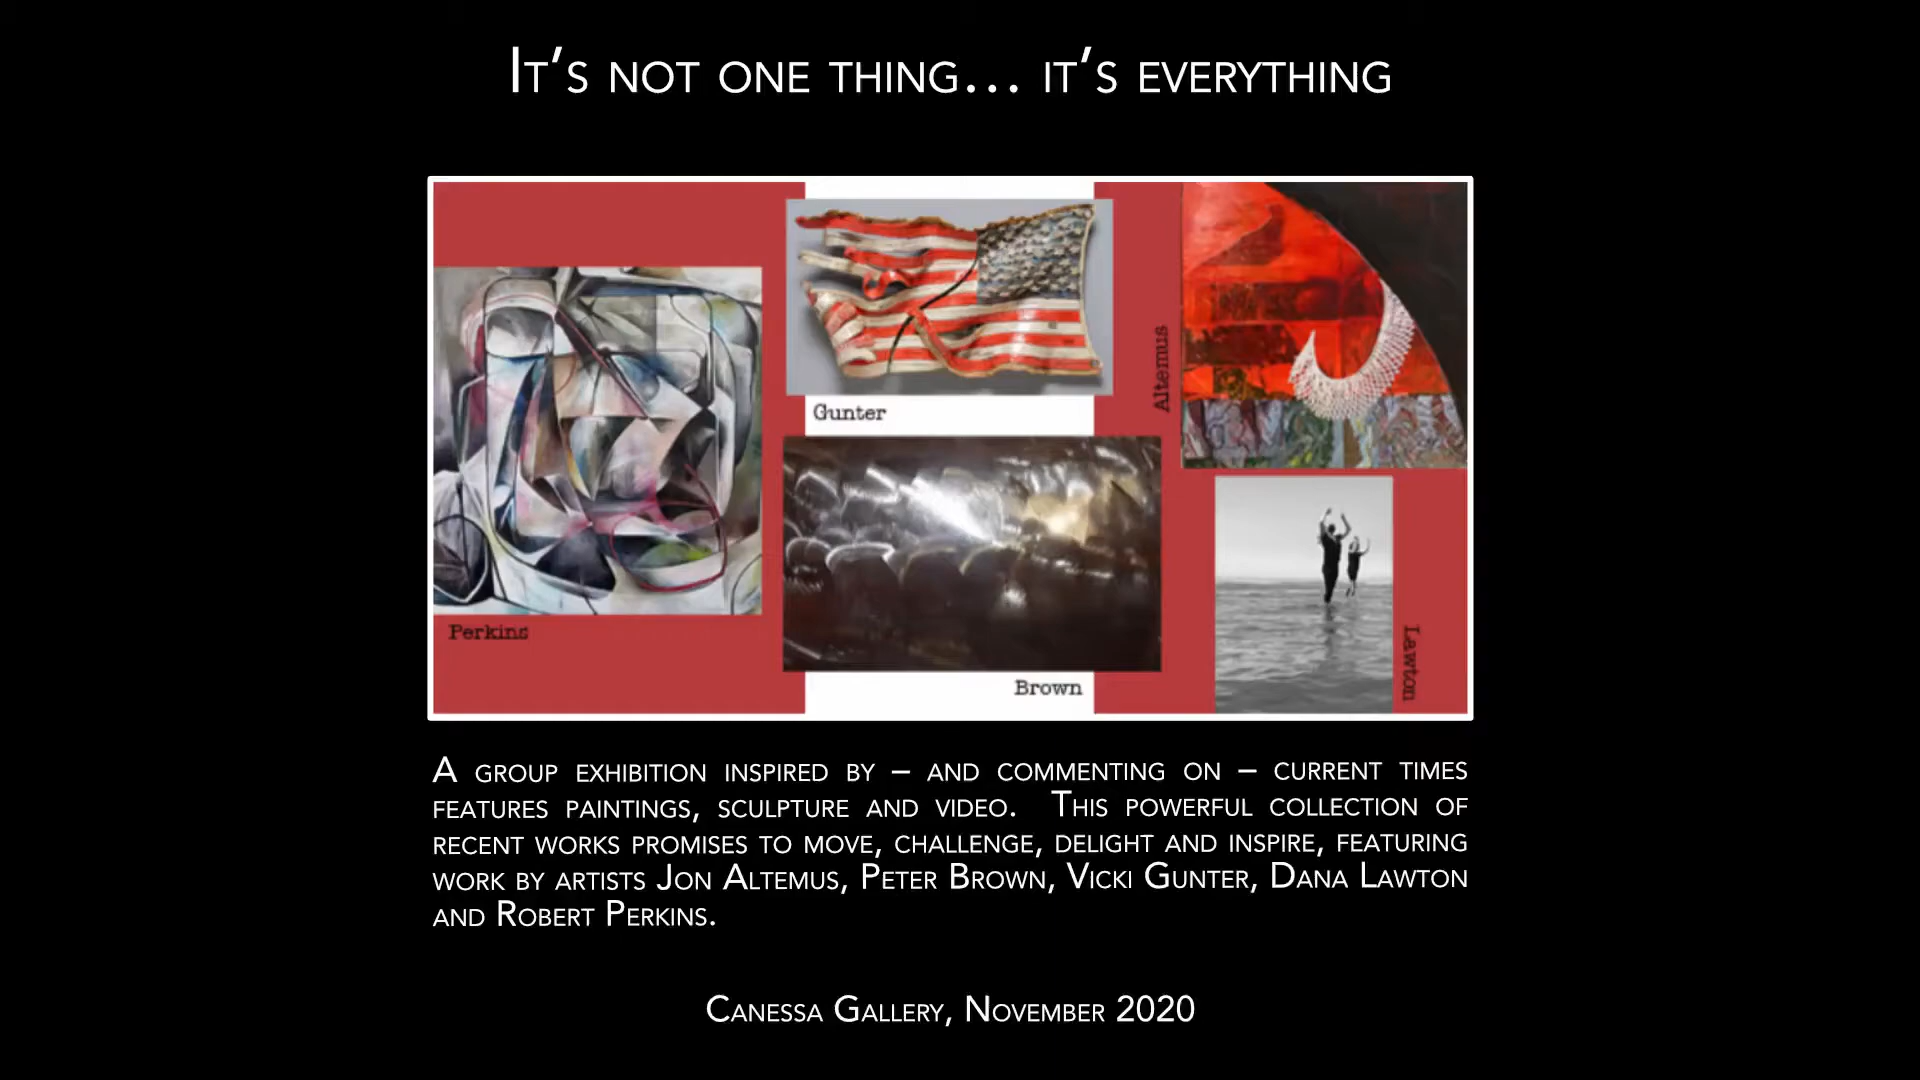 It's not one thing... it's everything
Gunter
Altemus
Perkins
Brown
Lawton
A group exhibition inspired by – and commenting on – current times
features paintings, sculpture and video. This powerful collection of
recent works promises to move, challenge, delight and inspire, featuring
work by artists Jon Altemus, Peter Brown, Vicki Gunter, Dana Lawton
and Robert Perkins.
Canessa Gallery, November 2020